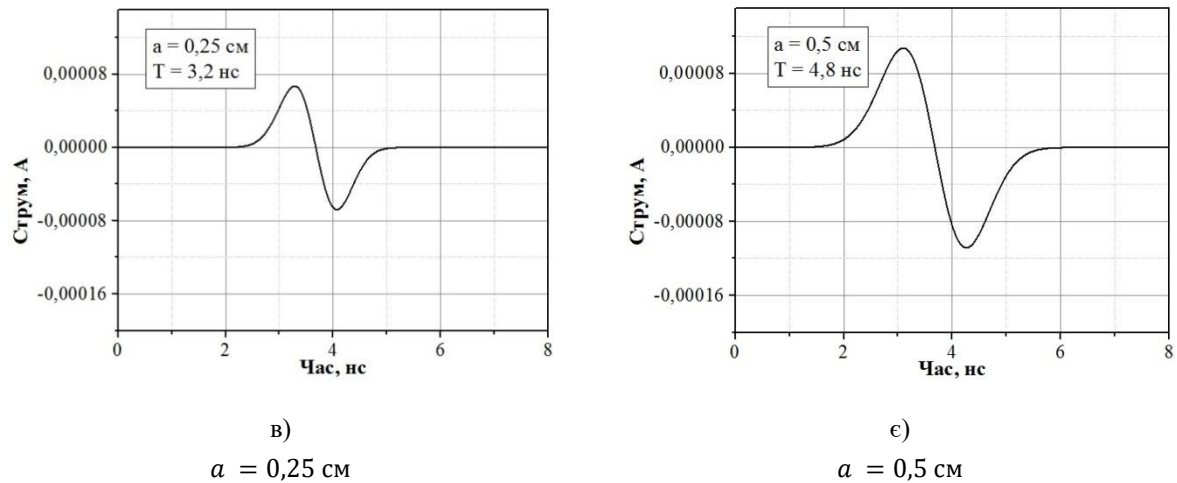 a = 0,25 см
T = 3,2 нс
0,00008
0,00000
-0,00008
-0,00016
Струм, А
0
2
4
6
8
Час, нс
в)
a = 0,25 см
a = 0,5 см
T = 4,8 нс
0,00008
0,00000
-0,00008
-0,00016
Струм, А
0
2
4
6
8
Час, нс
є)
a = 0,5 см